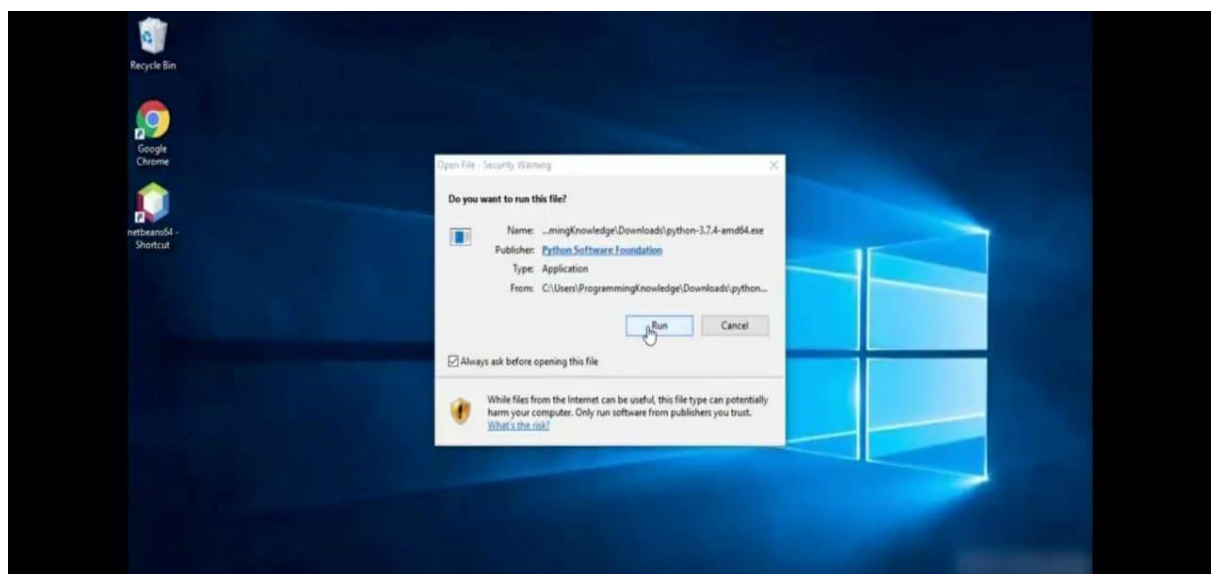 Recycle Bin
Google
Chrome
netbeans64 -
Shortcut
Open File - Security Warning
Do you want to run this file?
Name: ...mingKnowledge\Downloads\python-3.7.4-amd64.exe
Publisher: Python Software Foundation
Type: Application
From: C:\Users\ProgrammingKnowledge\Downloads\python...
Run Cancel
Always ask before opening this file
While files from the Internet can be useful, this file type can potentially
harm your computer. Only run software from publishers you trust.
What's the risk?